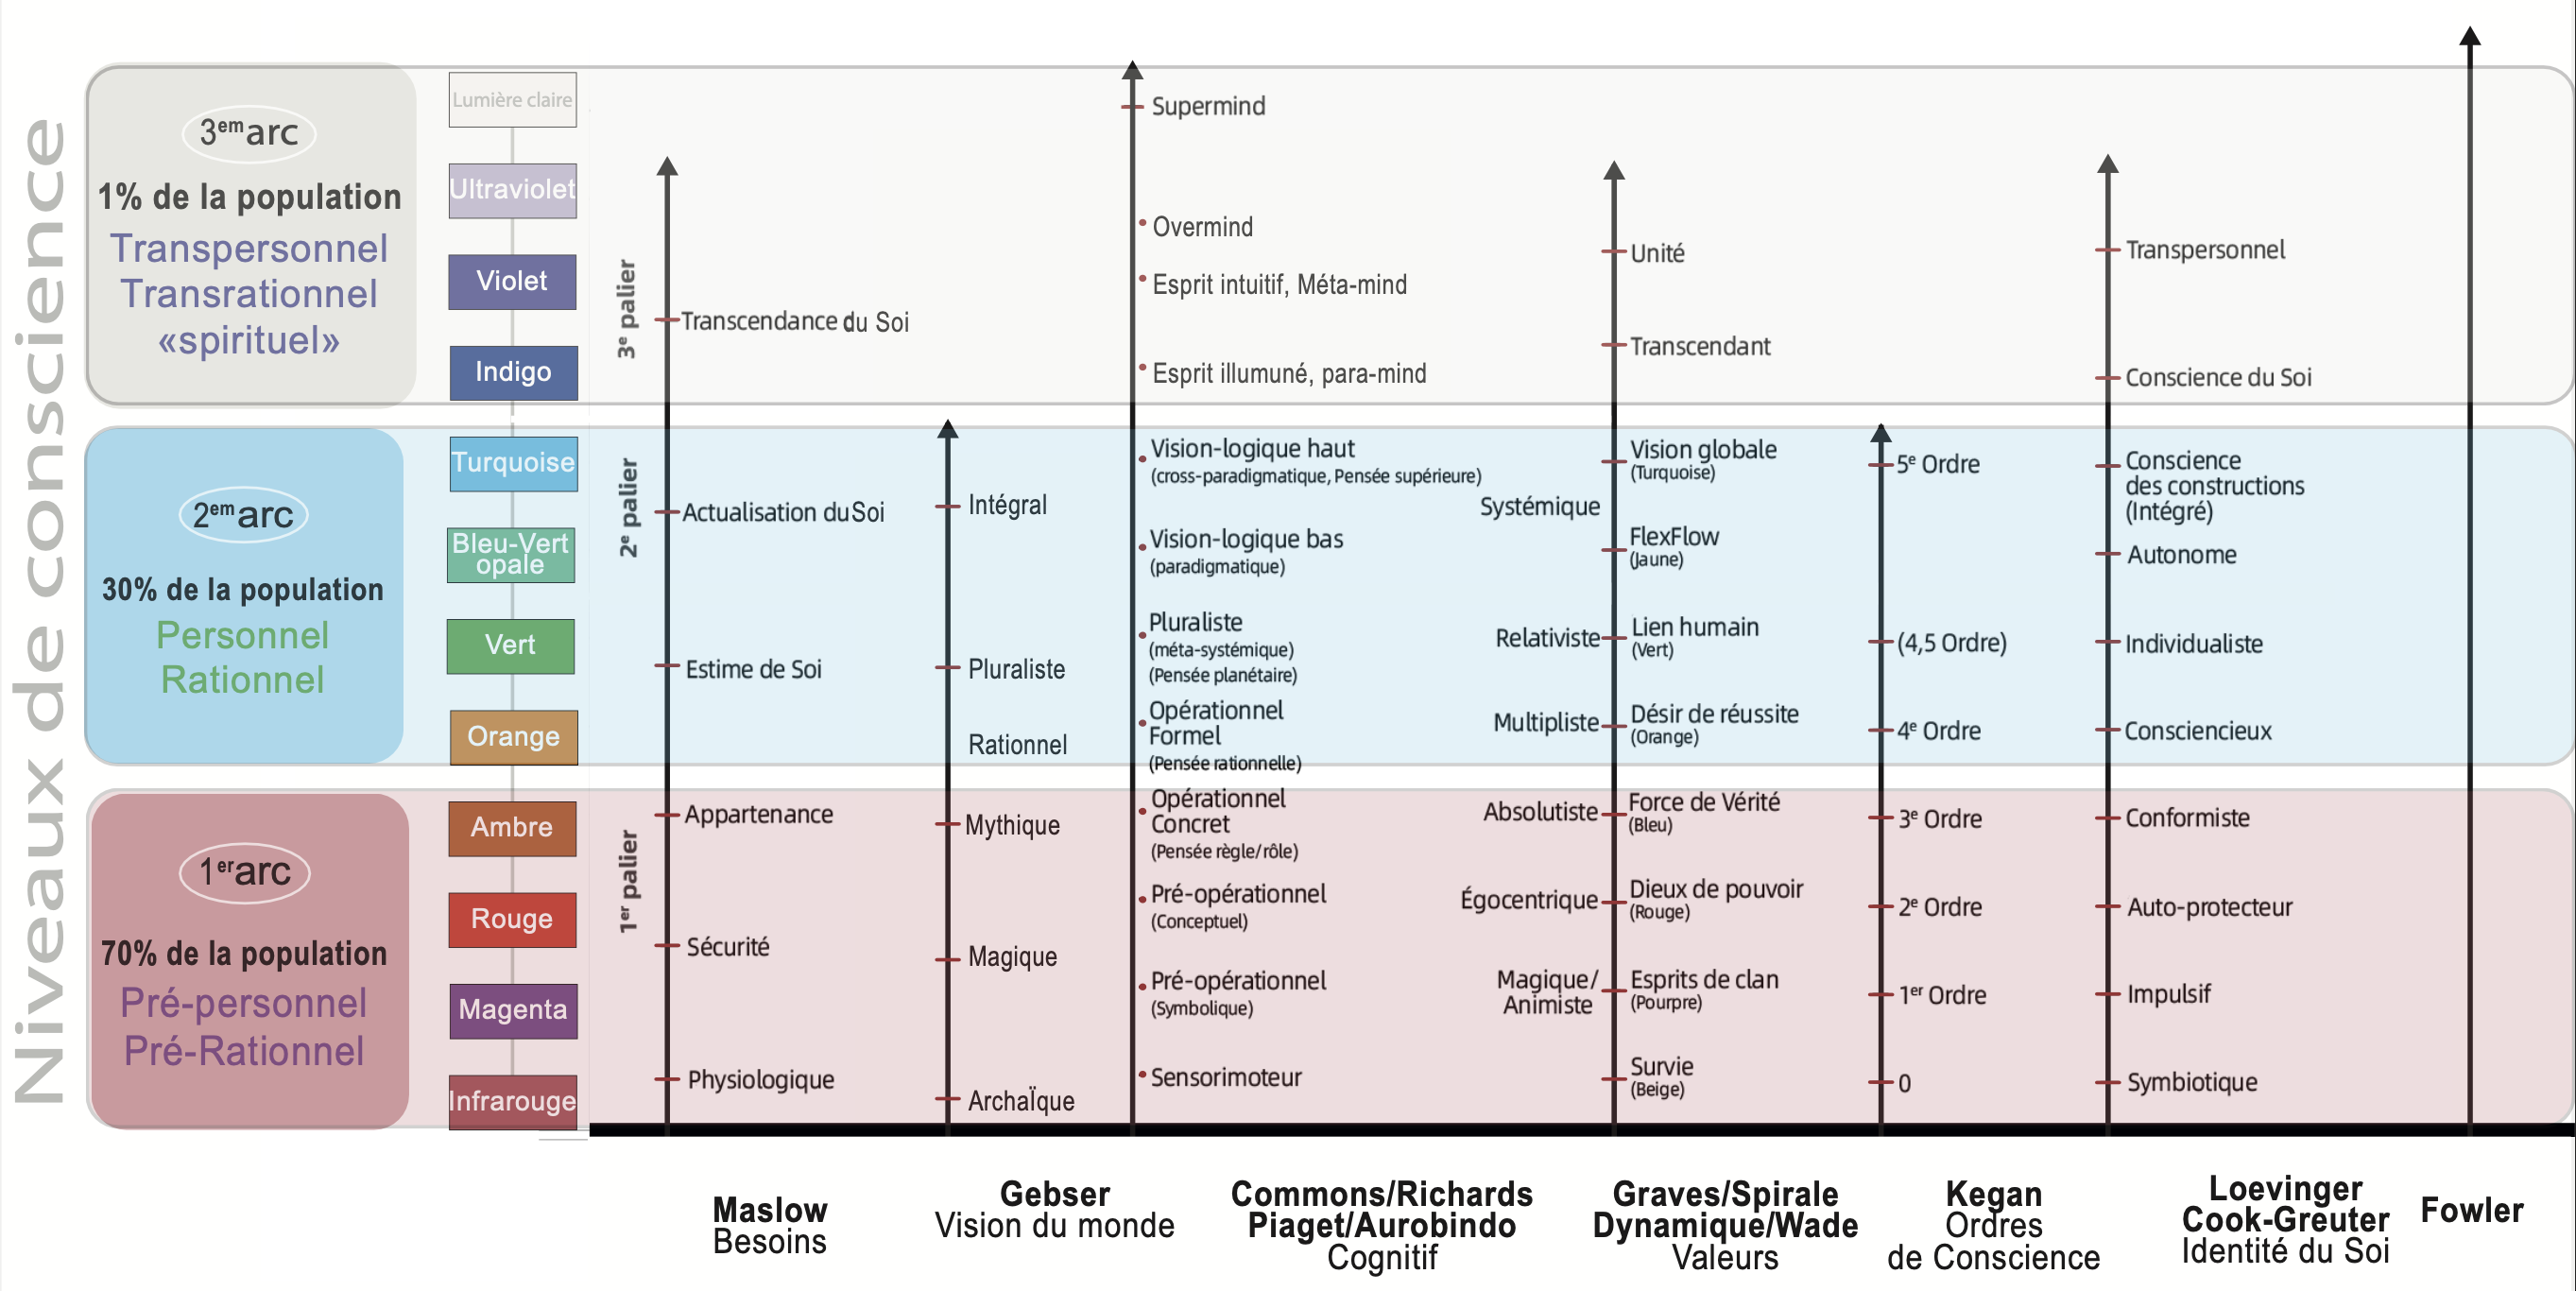 Niveaux de conscience
3em arc
1% de la population
Transpersonnel
Transrationnel
«spirituel»
2em arc
30% de la population
Personnel
Rationnel
1er arc
70% de la population
Pré-personnel
Pré-Rationnel
Lumière claire
Ultraviolet
Violet
Indigo
Turquoise
Bleu-Vert
opale
Vert
Orange
Ambre
Rouge
Magenta
Infrarouge
3e palier
2e palier
1er palier
Transcendance du Soi
Actualisation duSoi
Estime de Soi
Appartenance
Sécurité
Physiologique
Intégral
Pluraliste
Rationnel
Mythique
Magique
ArchaÏque
Supermind
Overmind
Esprit intuitif, Méta-mind
Esprit illumuné, para-mind
Vision-logique haut
(cross-paradigmatique, Pensée supérieure)
Vision-logique bas
(paradigmatique)
Pluraliste
(méta-systémique)
(Pensée planétaire)
Opérationnel
Formel
(Pensée rationnelle)
Opérationnel
Concret
(Pensée règle/rôle)
Pré-opérationnel
(Conceptuel)
Pré-opérationnel
(Symbolique)
Sensorimoteur
Systémique
Relativiste
Multipliste
Absolutiste
Égocentrique
Magique/
Animiste
Unité
Transcendant
Vision globale
(Turquoise)
FlexFlow
(Jaune)
Lien humain
(Vert)
Désir de réussite
(Orange)
Force de Vérité
(Bleu)
Dieux de pouvoir
(Rouge)
Esprits de clan
(Pourpre)
Survie
(Beige)
5e Ordre
(4,5 Ordre)
4e Ordre
3e Ordre
2e Ordre
1er Ordre
0
Transpersonnel
Conscience du Soi
Conscience
des constructions
(Intégré)
Autonome
Individualiste
Consciencieux
Conformiste
Auto-protecteur
Impulsif
Symbiotique
Maslow
Besoins
Gebser
Vision du monde
Commons/Richards
Piaget/Aurobindo
Cognitif
Graves/Spirale
Dynamique/Wade
Valeurs
Kegan
Ordres
de Conscience
Loevinger
Cook-Greuter
Identité du Soi
Fowler